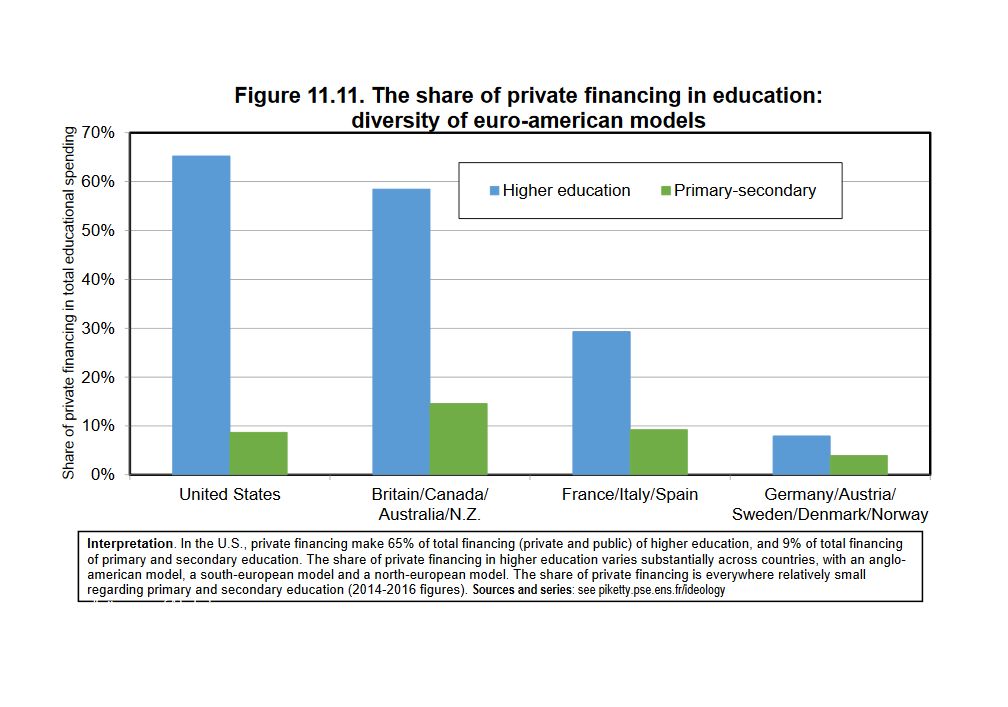 Figure 11.11. The share of private financing in education:
diversity of euro-american models
Share of private financing in total educational spending
70%
60%
50%
40%
30%
20%
10%
0%
Higher education
Primary-secondary
United States
Britain/Canada/
Australia/N.Z.
France/Italy/Spain
Germany/Austria/
Sweden/Denmark/Norway
Interpretation. In the U.S., private financing make 65% of total financing (private and public) of higher education, and 9% of total financing
of primary and secondary education. The share of private financing in higher education varies substantially across countries, with an anglo-
american model, a south-european model and a north-european model. The share of private financing is everywhere relatively small
regarding primary and secondary education (2014-2016 figures). Sources and series: see piketty.pse.ens.fr/ideology